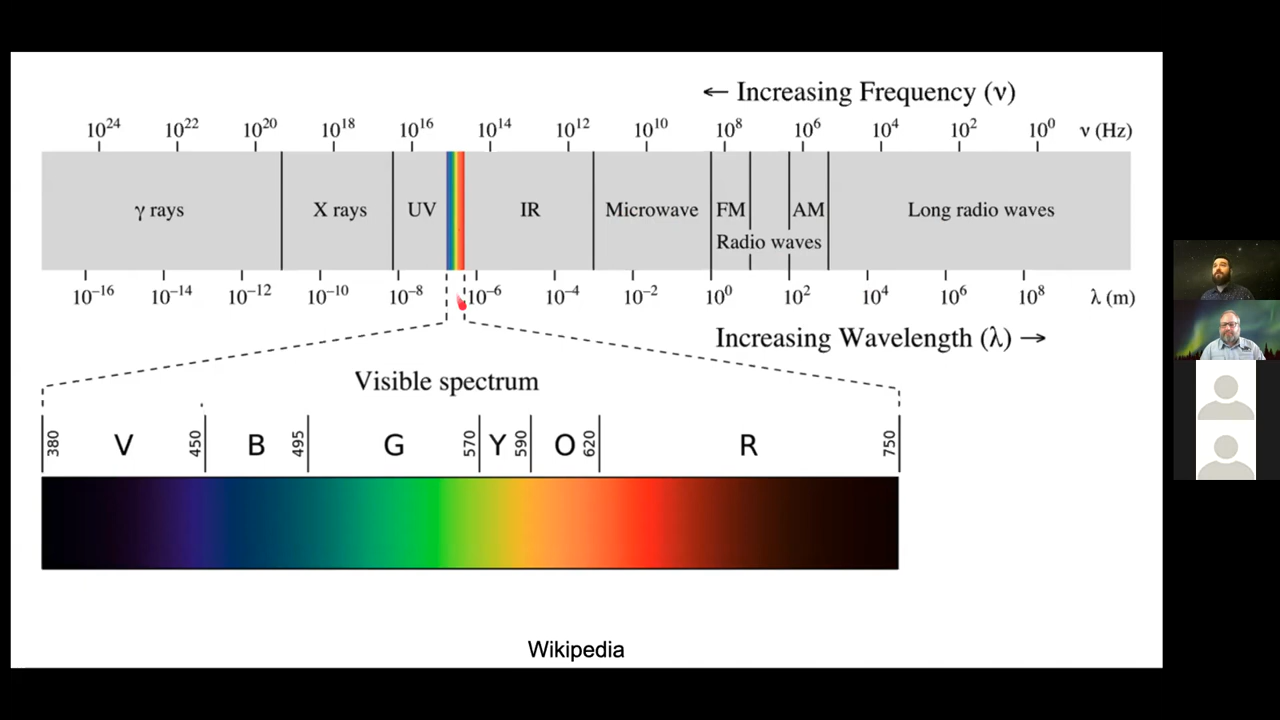 ← Increasing Frequency (ν)
10²⁴ 10²² 10²⁰ 10¹⁸ 10¹⁶ 10¹⁴ 10¹² 10¹⁰ 10⁸ 10⁶ 10⁴ 10² 10⁰ ν (Hz)
γ rays X rays UV IR Microwave FM AM Long radio waves
Radio waves
10⁻¹⁶ 10⁻¹⁴ 10⁻¹² 10⁻¹⁰ 10⁻⁸ 10⁻⁶ 10⁻⁴ 10⁻² 10⁰ 10² 10⁴ 10⁶ 10⁸ λ (m)
Increasing Wavelength (λ) →
Visible spectrum
380 V 450 B 495 G 570 Y 590 O 620 R 750
Wikipedia